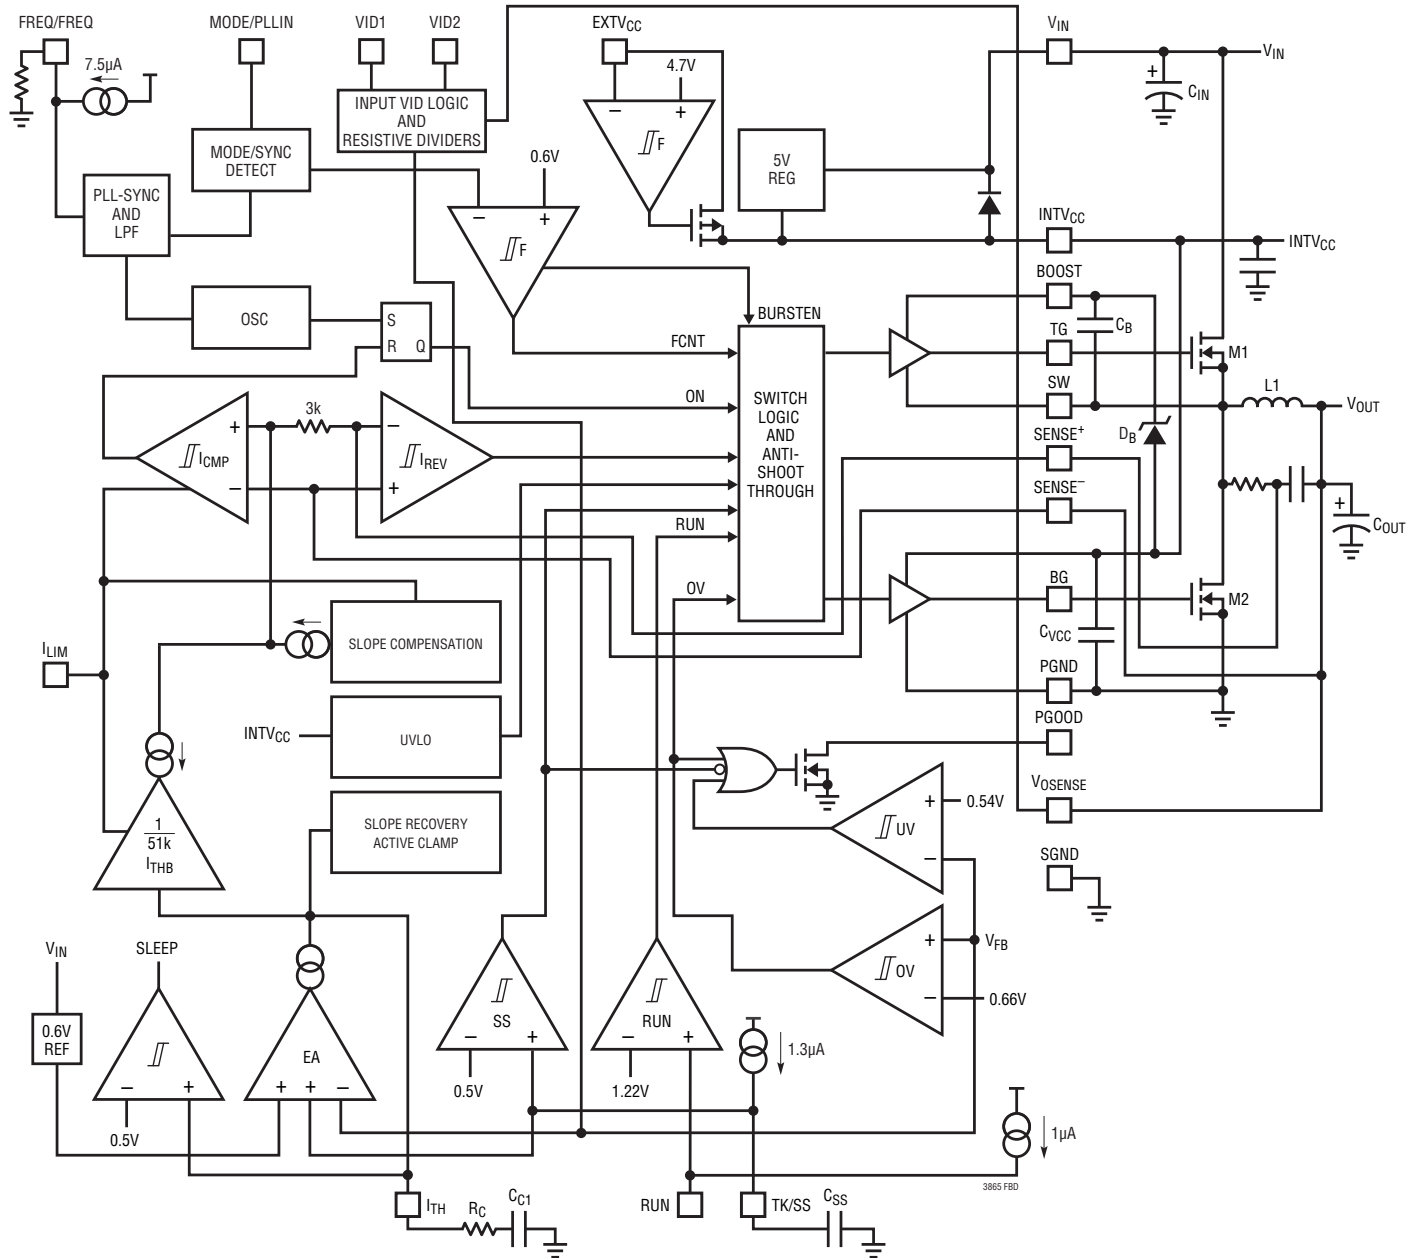 FREQ/FREQ
MODE/PLLIN
VID1
VID2
EXTVCC
VIN
7.5µA
4.7V
VIN
+
CIN
INPUT VID LOGIC
AND
RESISTIVE DIVIDERS
–
+
F
MODE/SYNC
DETECT
0.6V
5V
REG
PLL-SYNC
AND
LPF
–
+
F
INTVCC
INTVCC
BOOST
OSC
S
R
Q
BURSTEN
CB
FCNT
TG
M1
SW
L1
VOUT
ON
SWITCH
LOGIC
AND
ANTI-
SHOOT
THROUGH
3k
+
–
ICMP
–
+
IREV
DB
SENSE+
SENSE–
+
COUT
RUN
OV
BG
M2
SLOPE COMPENSATION
CVCC
ILIM
PGND
INTVCC
UVLO
PGOOD
+
0.54V
UV
–
VOSENSE
1
51k
ITHB
SLOPE RECOVERY
ACTIVE CLAMP
SGND
VIN
SLEEP
+
VFB
OV
–
0.66V
0.6V
REF
–
+
0.5V
EA
+
+
–
SS
–
+
0.5V
RUN
–
+
1.22V
1.3µA
1µA
3865 FBD
ITH
RC
CC1
RUN
TK/SS
CSS